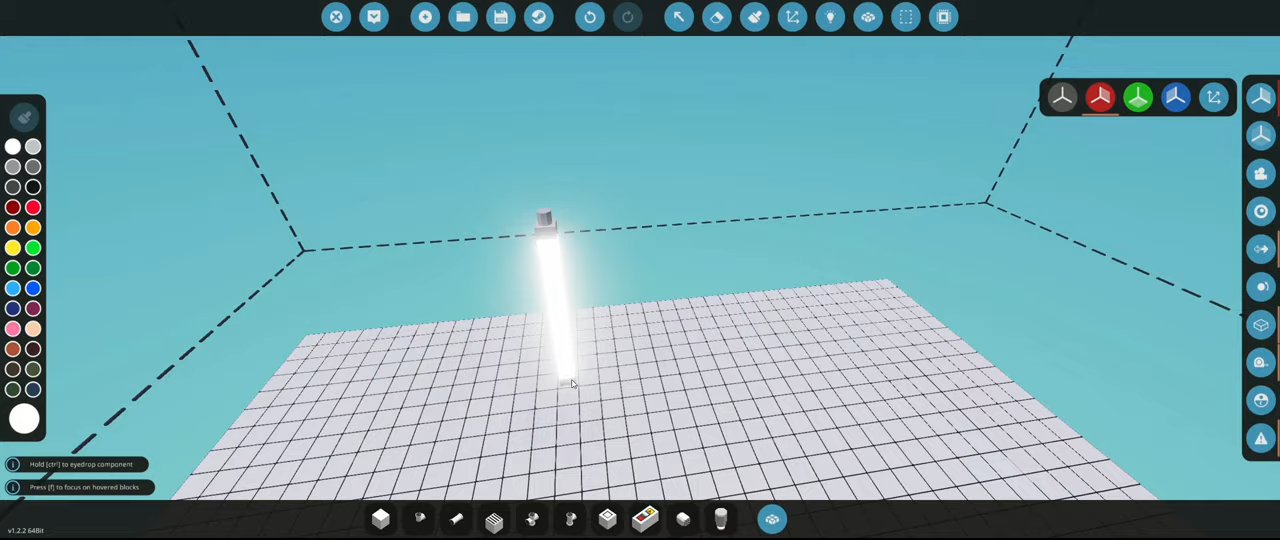 Hold [ctrl] to eyedrop component
Press [f] to focus on hovered blocks
v1.2.2 64Bit